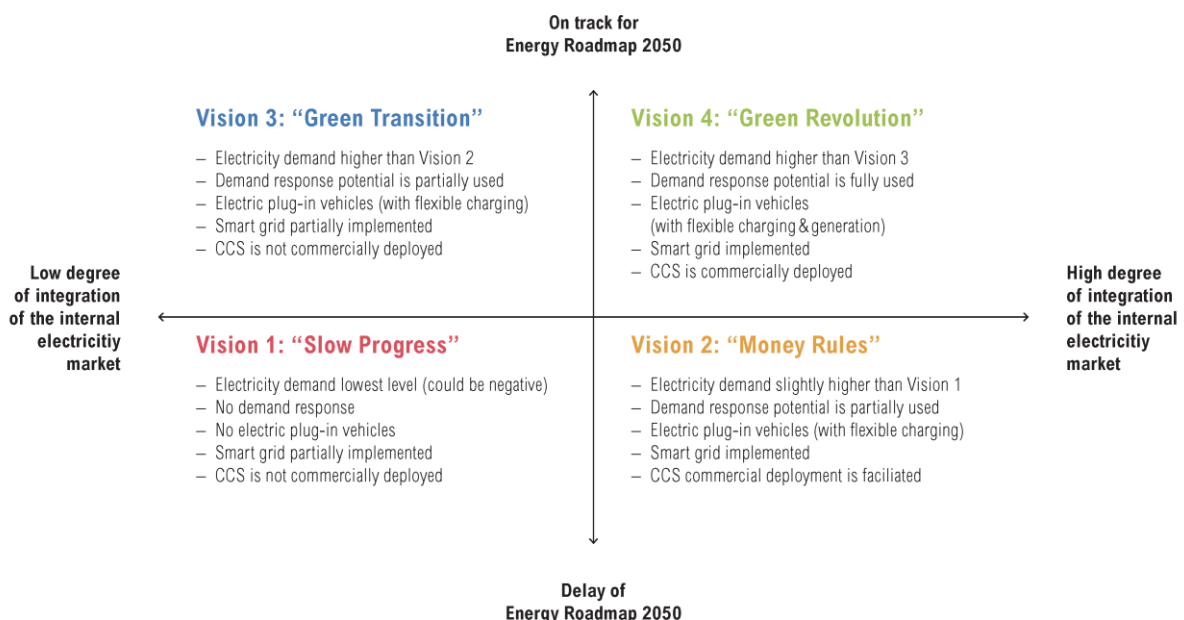 On track for
Energy Roadmap 2050
Vision 3: “Green Transition”
– Electricity demand higher than Vision 2
– Demand response potential is partially used
– Electric plug-in vehicles (with flexible charging)
– Smart grid partially implemented
– CCS is not commercially deployed
Vision 4: “Green Revolution”
– Electricity demand higher than Vision 3
– Demand response potential is fully used
– Electric plug-in vehicles
(with flexible charging & generation)
– Smart grid implemented
– CCS is commercially deployed
Low degree
of integration
of the internal
electricitiy
market
High degree
of integration
of the internal
electricitiy
market
Vision 1: “Slow Progress”
– Electricity demand lowest level (could be negative)
– No demand response
– No electric plug-in vehicles
– Smart grid partially implemented
– CCS is not commercially deployed
Vision 2: “Money Rules”
– Electricity demand slightly higher than Vision 1
– Demand response potential is partially used
– Electric plug-in vehicles (with flexible charging)
– Smart grid implemented
– CCS commercial deployment is faciliated
Delay of
Energy Roadmap 2050